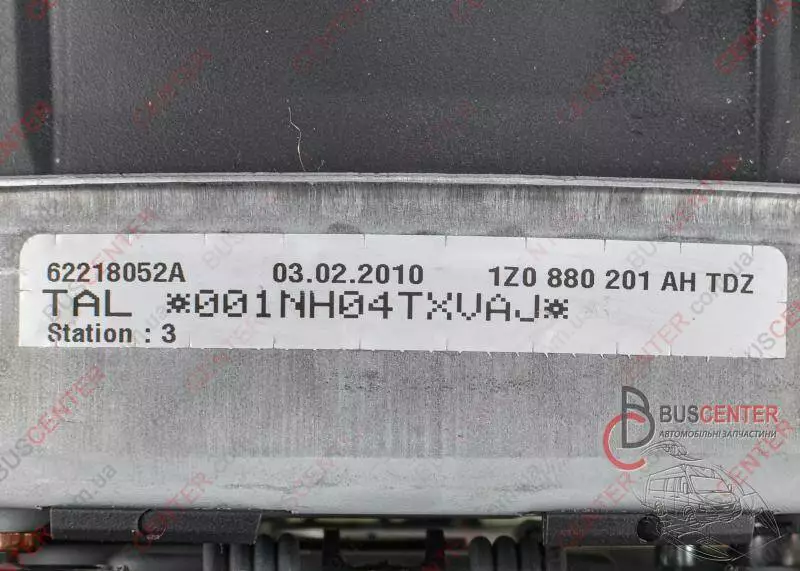 62218052A 03.02.2010 1Z0 880 201 AH TDZ
TAL *001NH04TXVAJ*
Station : 3
BUSCENTER
АВТОМОБІЛЬНІ ЗАПЧАСТИНИ